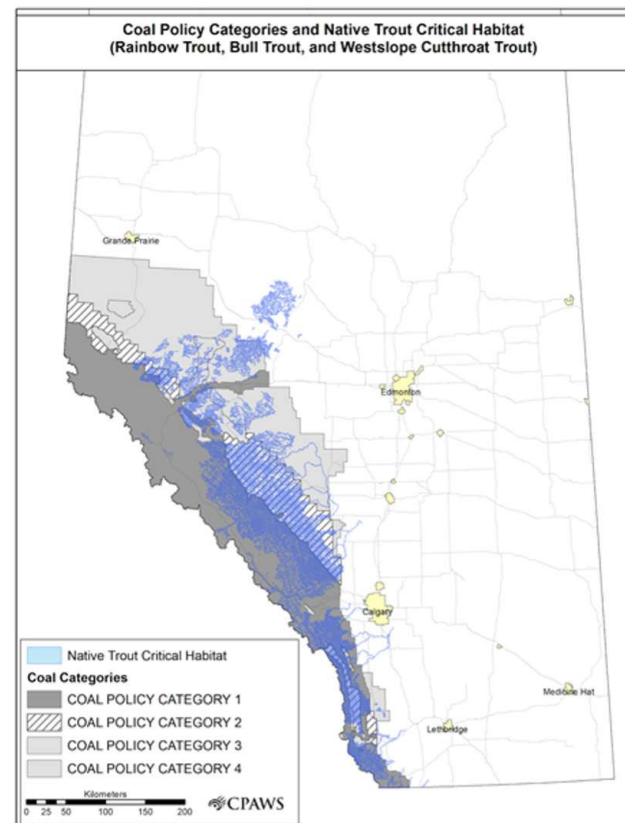 Coal Policy Categories and Native Trout Critical Habitat
(Rainbow Trout, Bull Trout, and Westslope Cutthroat Trout)
Grande Prairie
Edmonton
Calgary
Medicine Hat
Lethbridge
Native Trout Critical Habitat
Coal Categories
COAL POLICY CATEGORY 1
COAL POLICY CATEGORY 2
COAL POLICY CATEGORY 3
COAL POLICY CATEGORY 4
Kilometers
0 25 50 100 150 200
CPAWS